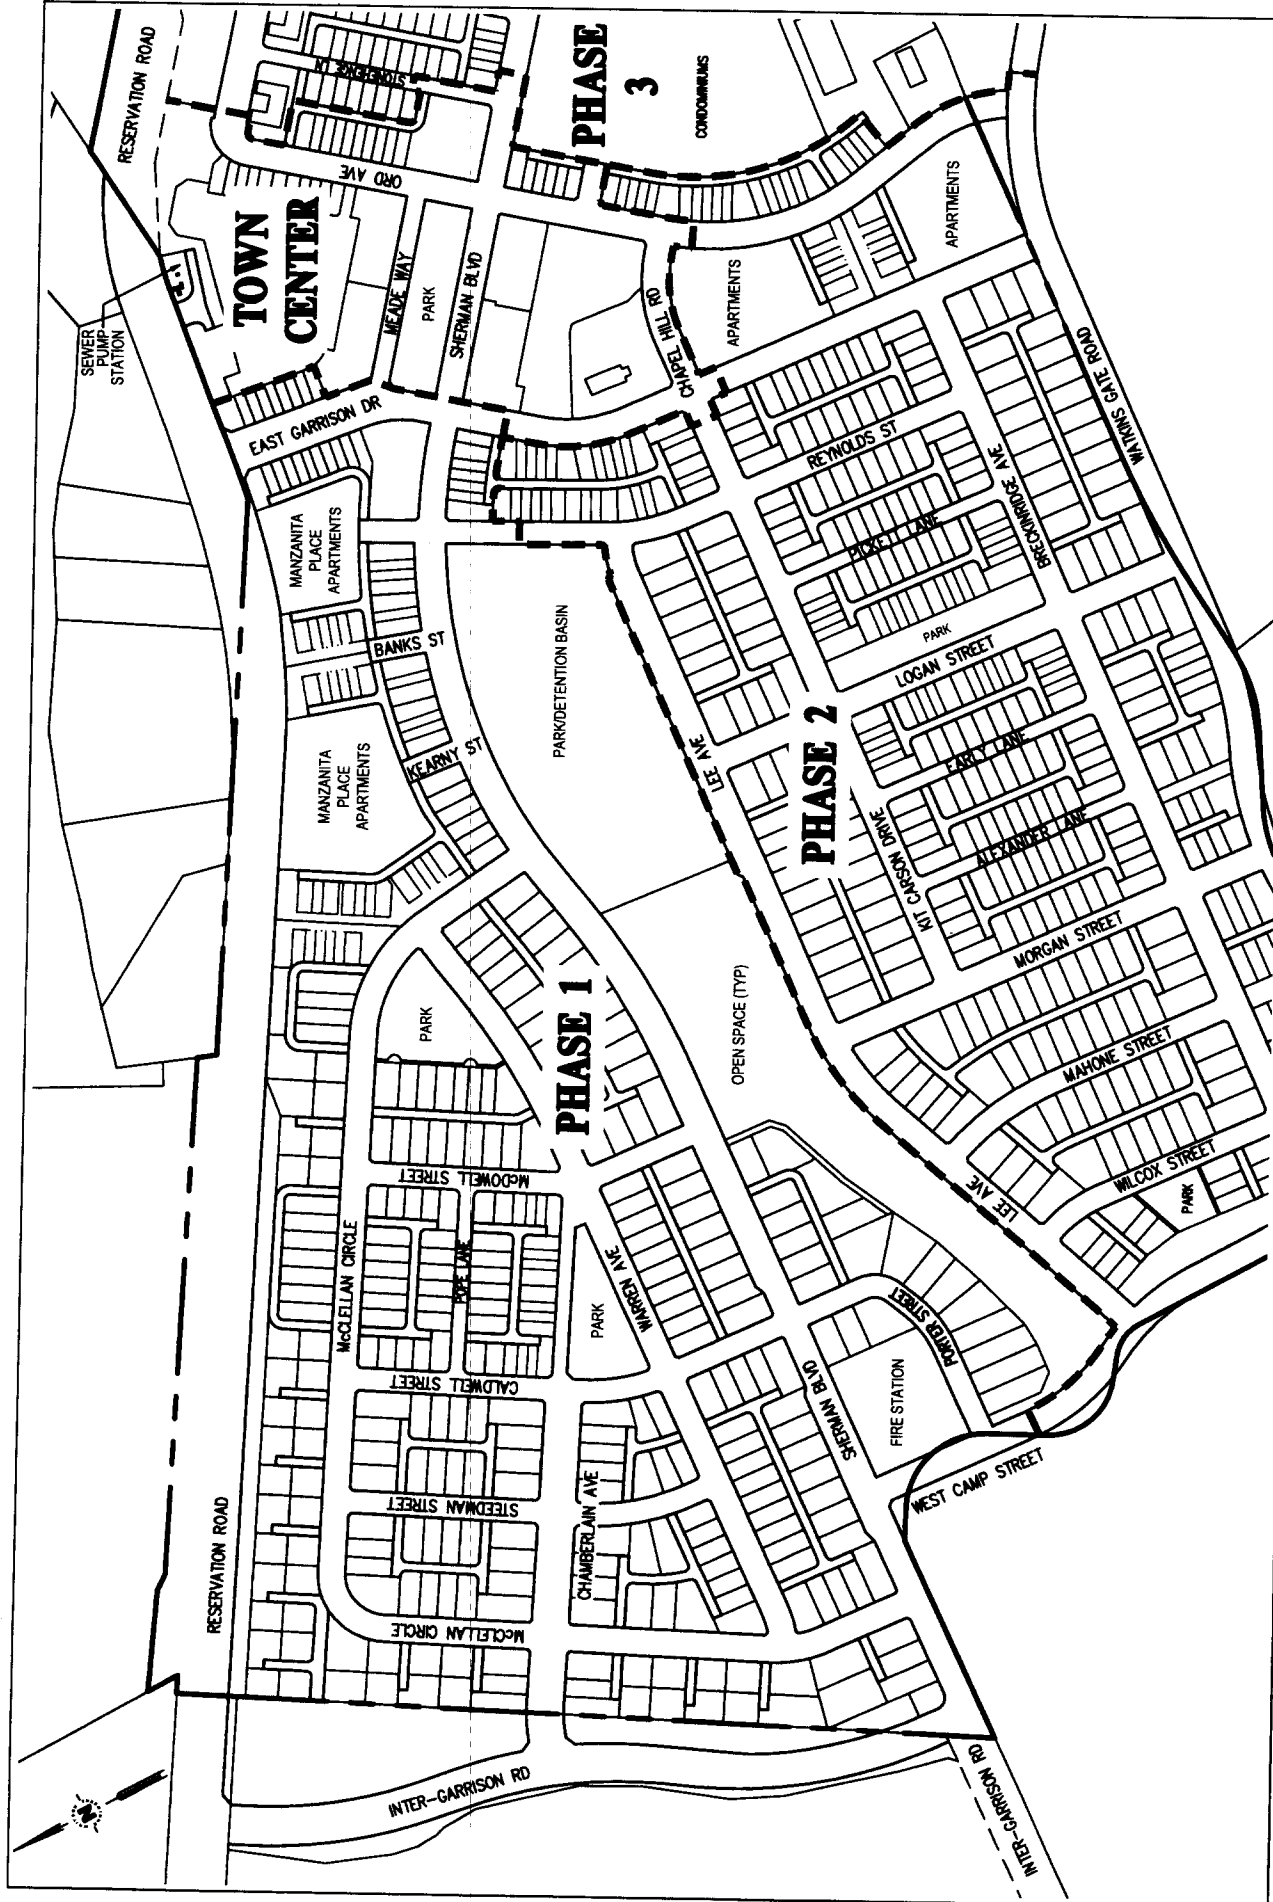 RESERVATION ROAD
STONEFENCE LN
PHASE
3
CONDOMINIUMS
ORD AVE
TOWN
CENTER
MEADE WAY
PARK
SHERMAN BLVD
SEWER
PUMP
STATION
CHAPEL HILL RD
APARTMENTS
APARTMENTS
EAST GARRISON DR
REYNOLDS ST
WATKINS GATE ROAD
MANZANITA
PLACE
APARTMENTS
PICKETT LANE
BRECKINRIDGE AVE
BANKS ST
PARK/DETENTION BASIN
PARK
LOGAN STREET
MANZANITA
PLACE
APARTMENTS
KEARNY ST
LEE AVE
PHASE 2
EARLY LANE
KIT CARSON DRIVE
ALEXANDER LANE
MORGAN STREET
PARK
PHASE 1
OPEN SPACE (TYP)
MAHONE STREET
McDOWELL STREET
LEE AVE
WILCOX STREET
PARK
McCLELLAN CIRCLE
POPE LANE
WARREN AVE
PARK
PORTER STREET
CALDWELL STREET
SHERMAN BLVD
FIRE STATION
STEEDMAN STREET
CHAMBERLAIN AVE
WEST CAMP STREET
RESERVATION ROAD
McCLELLAN CIRCLE
INTER-GARRISON RD
INTER-GARRISON RD
N